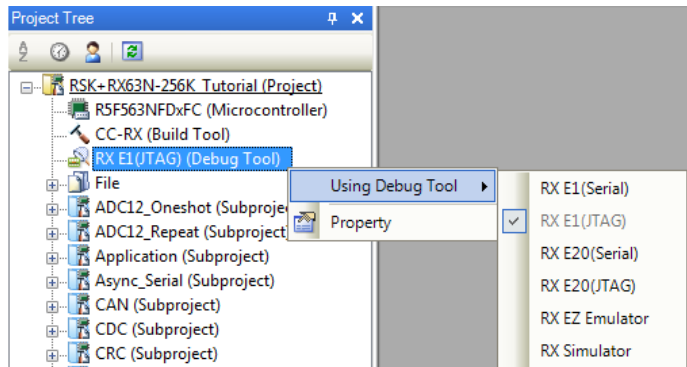 Project Tree
RSK+RX63N-256K_Tutorial (Project)
R5F563NFDxFC (Microcontroller)
CC-RX (Build Tool)
RX E1(JTAG) (Debug Tool)
File
ADC12_Oneshot (Subproje
ADC12_Repeat (Subproject
Application (Subproject)
Async_Serial (Subproject)
CAN (Subproject)
CDC (Subproject)
CRC (Subproject)
Using Debug Tool
Property
RX E1(Serial)
RX E1(JTAG)
RX E20(Serial)
RX E20(JTAG)
RX EZ Emulator
RX Simulator